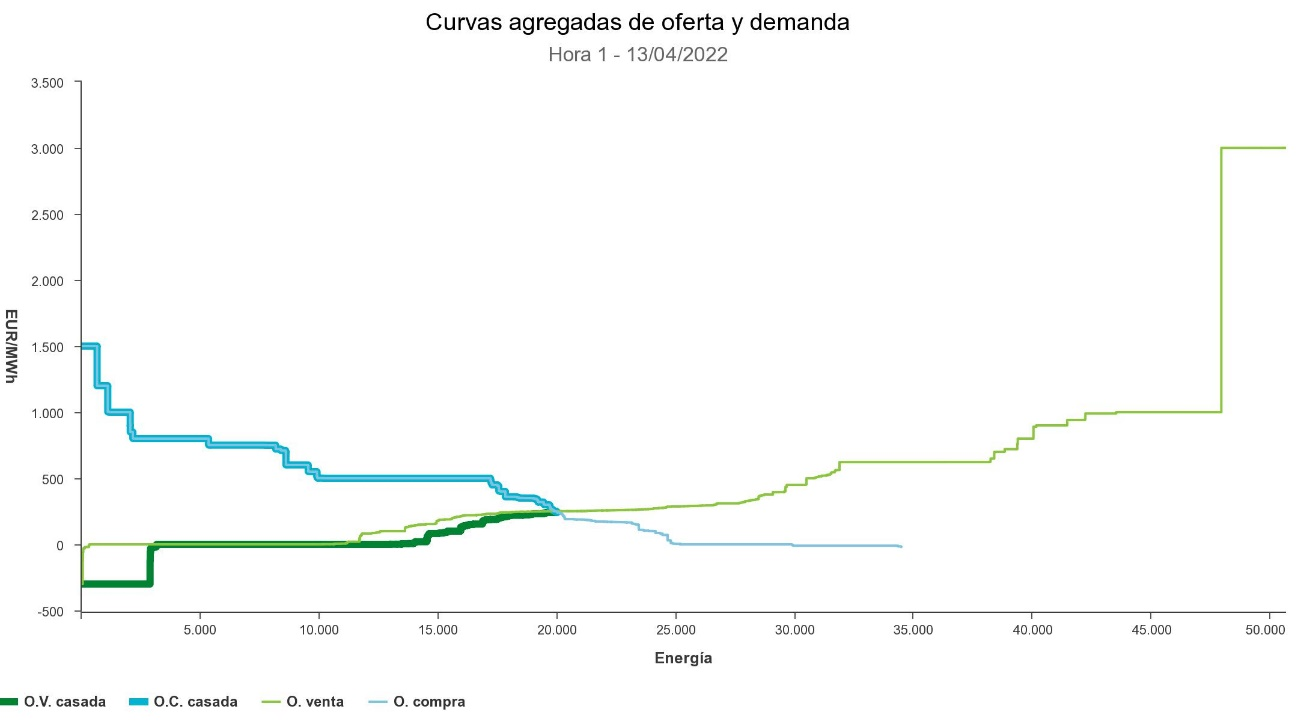 Curvas agregadas de oferta y demanda
Hora 1 - 13/04/2022
EUR/MWh
3.500
3.000
2.500
2.000
1.500
1.000
500
0
-500
5.000 10.000 15.000 20.000 25.000 30.000 35.000 40.000 45.000 50.000
Energía
O.V. casada O.C. casada O. venta O. compra